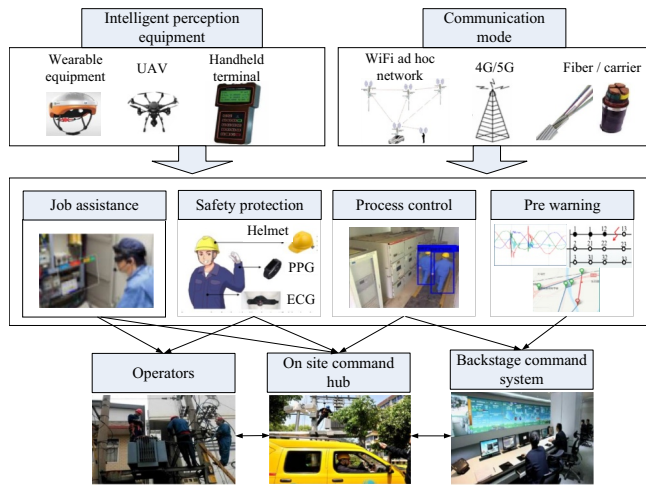 Intelligent perception
equipment
Communication
mode
Wearable
equipment
UAV
Handheld
terminal
WiFi ad hoc
network
4G/5G
Fiber / carrier
Job assistance
Safety protection
Process control
Pre warning
Helmet
PPG
ECG
Operators
On site command
hub
Backstage command
system